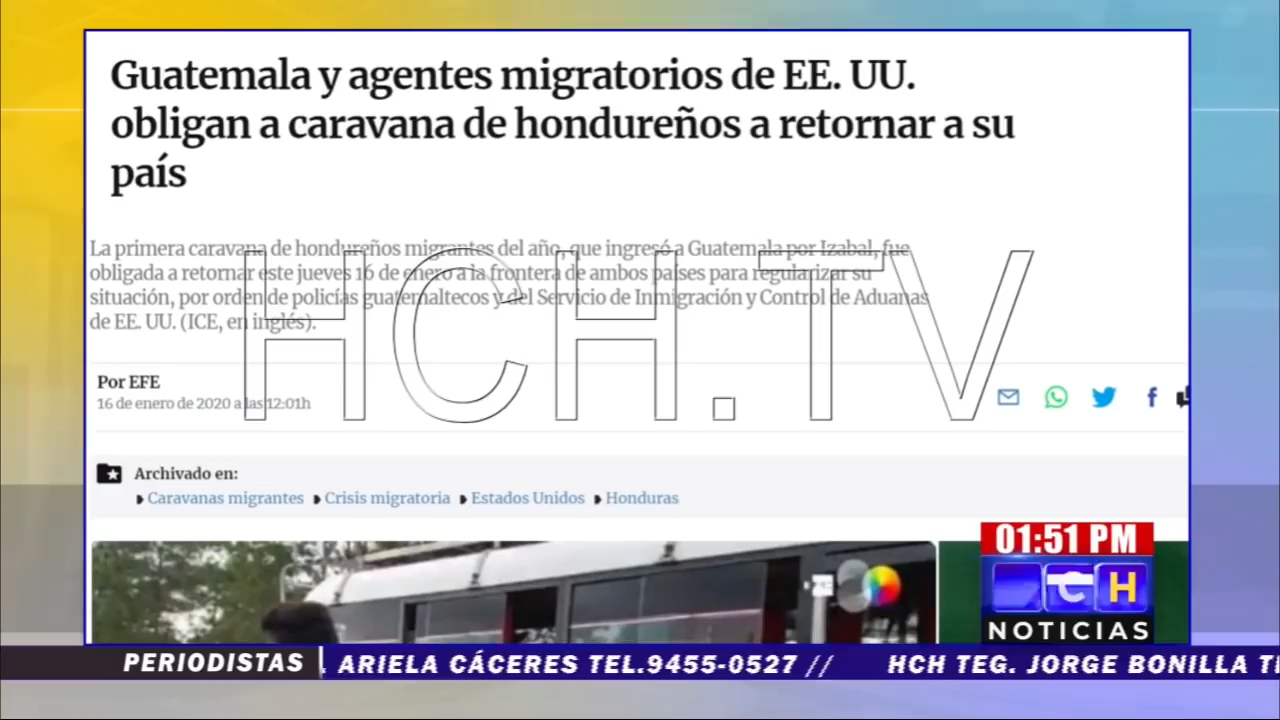 Guatemala y agentes migratorios de EE. UU.
obligan a caravana de hondureños a retornar a su
país
La primera caravana de hondureños migrantes del año, que ingresó a Guatemala por Izabal, fue
obligada a retornar este jueves 16 de enero a la frontera de ambos países para regularizar su
situación, por orden de policías guatemaltecos y del Servicio de Inmigración y Control de Aduanas
de EE. UU. (ICE, en inglés).
HCH.TV
Por EFE
16 de enero de 2020 a las 12:01h
Archivado en:
Caravanas migrantes Crisis migratoria Estados Unidos Honduras
01:51 PM
CH
NOTICIAS
PERIODISTAS . ARIELA CÁCERES TEL.9455-0527 // HCH TEG. JORGE BONILLA